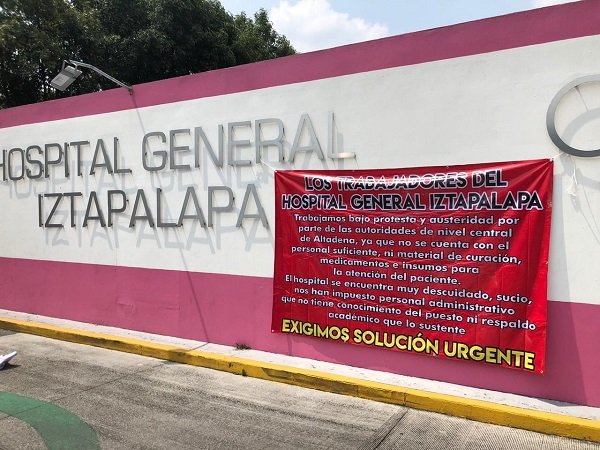 HOSPITAL GENERAL
IZTAPALAPA
LOS TRABAJADORES DEL
HOSPITAL GENERAL IZTAPALAPA
Trabajamos bajo protesta y austeridad por
parte de las autoridades de nivel central
de Altadena, ya que no se cuenta con el
personal suficiente, ni material de curación,
medicamentos e insumos para
la atención del paciente.
El hospital se encuentra muy descuidado, sucio,
nos han impuesto personal administrativo
que no tiene conocimiento del puesto ni respaldo
académico que lo sustente
EXIGIMOS SOLUCIÓN URGENTE